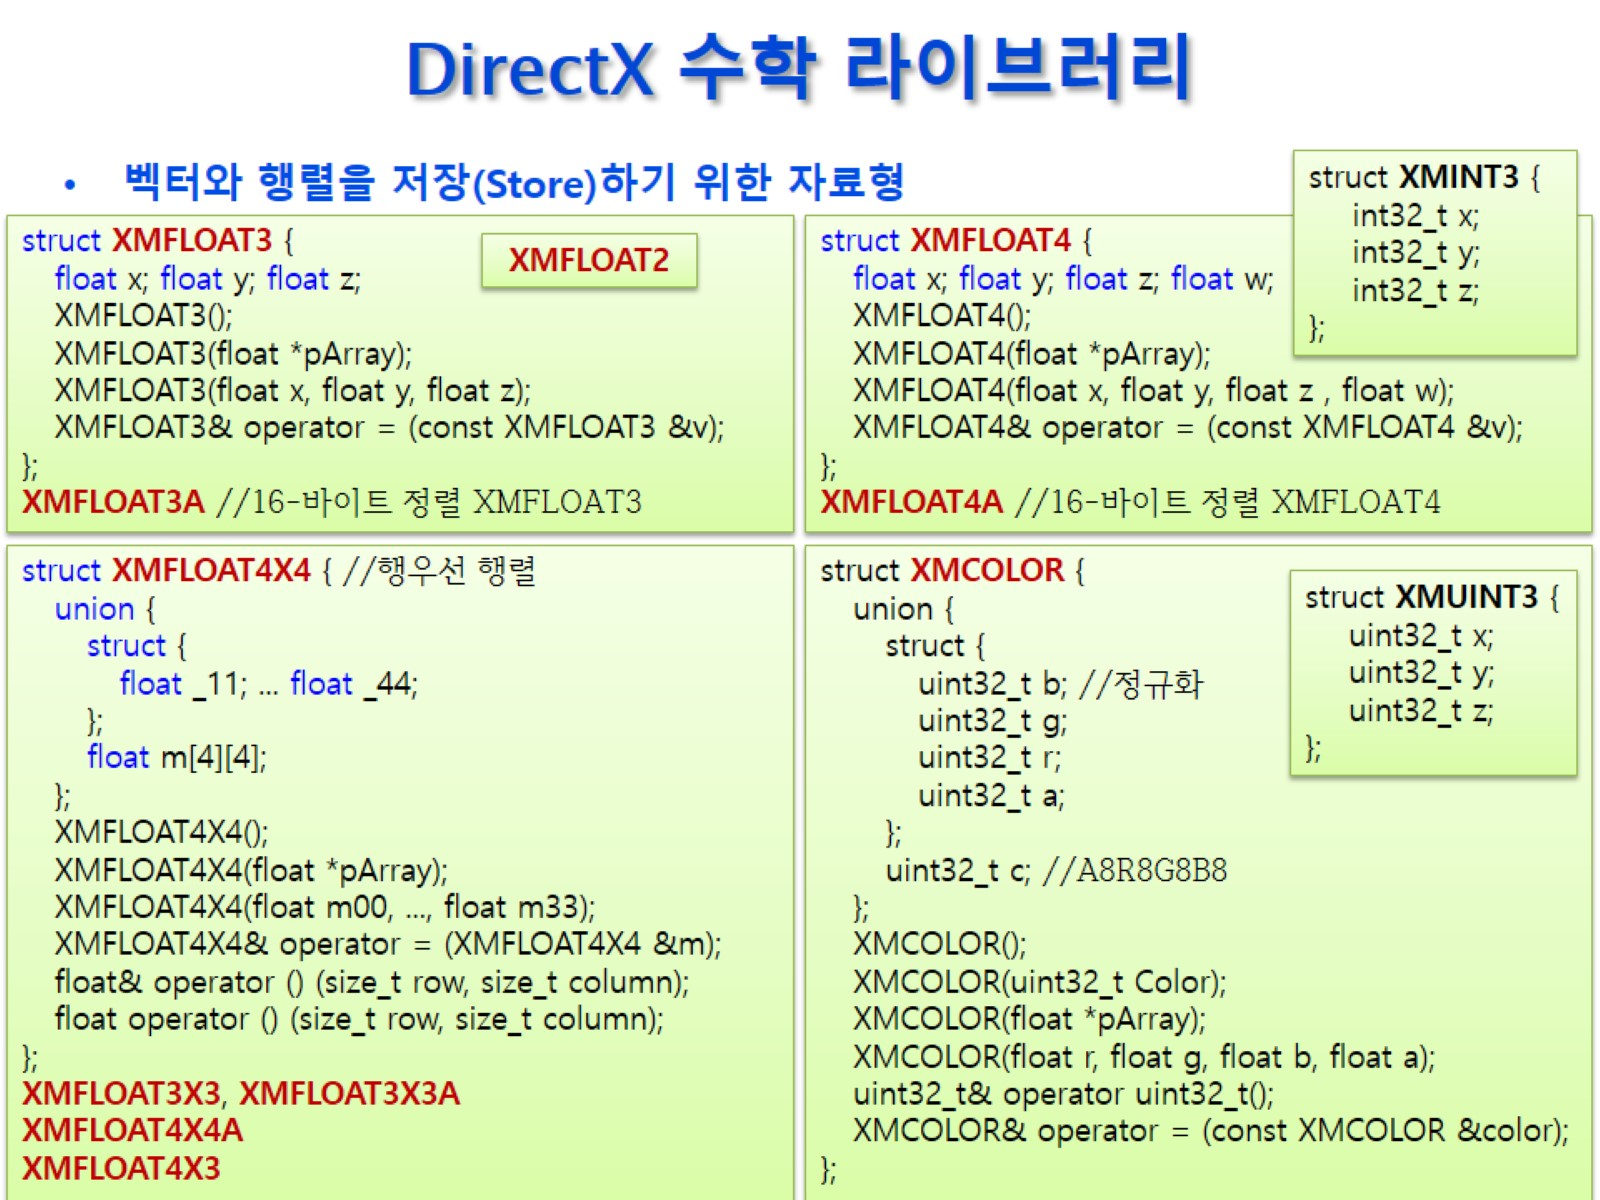 DirectX 수학 라이브러리
• 벡터와 행렬을 저장(Store)하기 위한 자료형
struct XMFLOAT3 {
float x; float y; float z;
XMFLOAT3();
XMFLOAT3(float *pArray);
XMFLOAT3(float x, float y, float z);
XMFLOAT3& operator = (const XMFLOAT3 &v);
};
XMFLOAT3A //16-바이트 정렬 XMFLOAT3
XMFLOAT2
struct XMFLOAT4 {
float x; float y; float z; float w;
XMFLOAT4();
XMFLOAT4(float *pArray);
XMFLOAT4(float x, float y, float z , float w);
XMFLOAT4& operator = (const XMFLOAT4 &v);
};
XMFLOAT4A //16-바이트 정렬 XMFLOAT4
struct XMINT3 {
int32_t x;
int32_t y;
int32_t z;
};
struct XMFLOAT4X4 { //행우선 행렬
union {
struct {
float _11; ... float _44;
};
float m[4][4];
};
XMFLOAT4X4();
XMFLOAT4X4(float *pArray);
XMFLOAT4X4(float m00, ..., float m33);
XMFLOAT4X4& operator = (XMFLOAT4X4 &m);
float& operator () (size_t row, size_t column);
float operator () (size_t row, size_t column);
};
XMFLOAT3X3, XMFLOAT3X3A
XMFLOAT4X4A
XMFLOAT4X3
struct XMCOLOR {
union {
struct {
uint32_t b; //정규화
uint32_t g;
uint32_t r;
uint32_t a;
};
uint32_t c; //A8R8G8B8
};
XMCOLOR();
XMCOLOR(uint32_t Color);
XMCOLOR(float *pArray);
XMCOLOR(float r, float g, float b, float a);
uint32_t& operator uint32_t();
XMCOLOR& operator = (const XMCOLOR &color);
};
struct XMUINT3 {
uint32_t x;
uint32_t y;
uint32_t z;
};